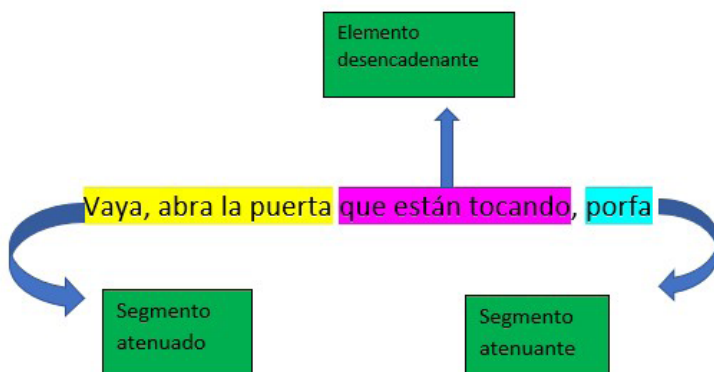 Elemento
desencadenante
Vaya, abra la puerta que están tocando, porfa
Segmento
atenuado
Segmento
atenuante